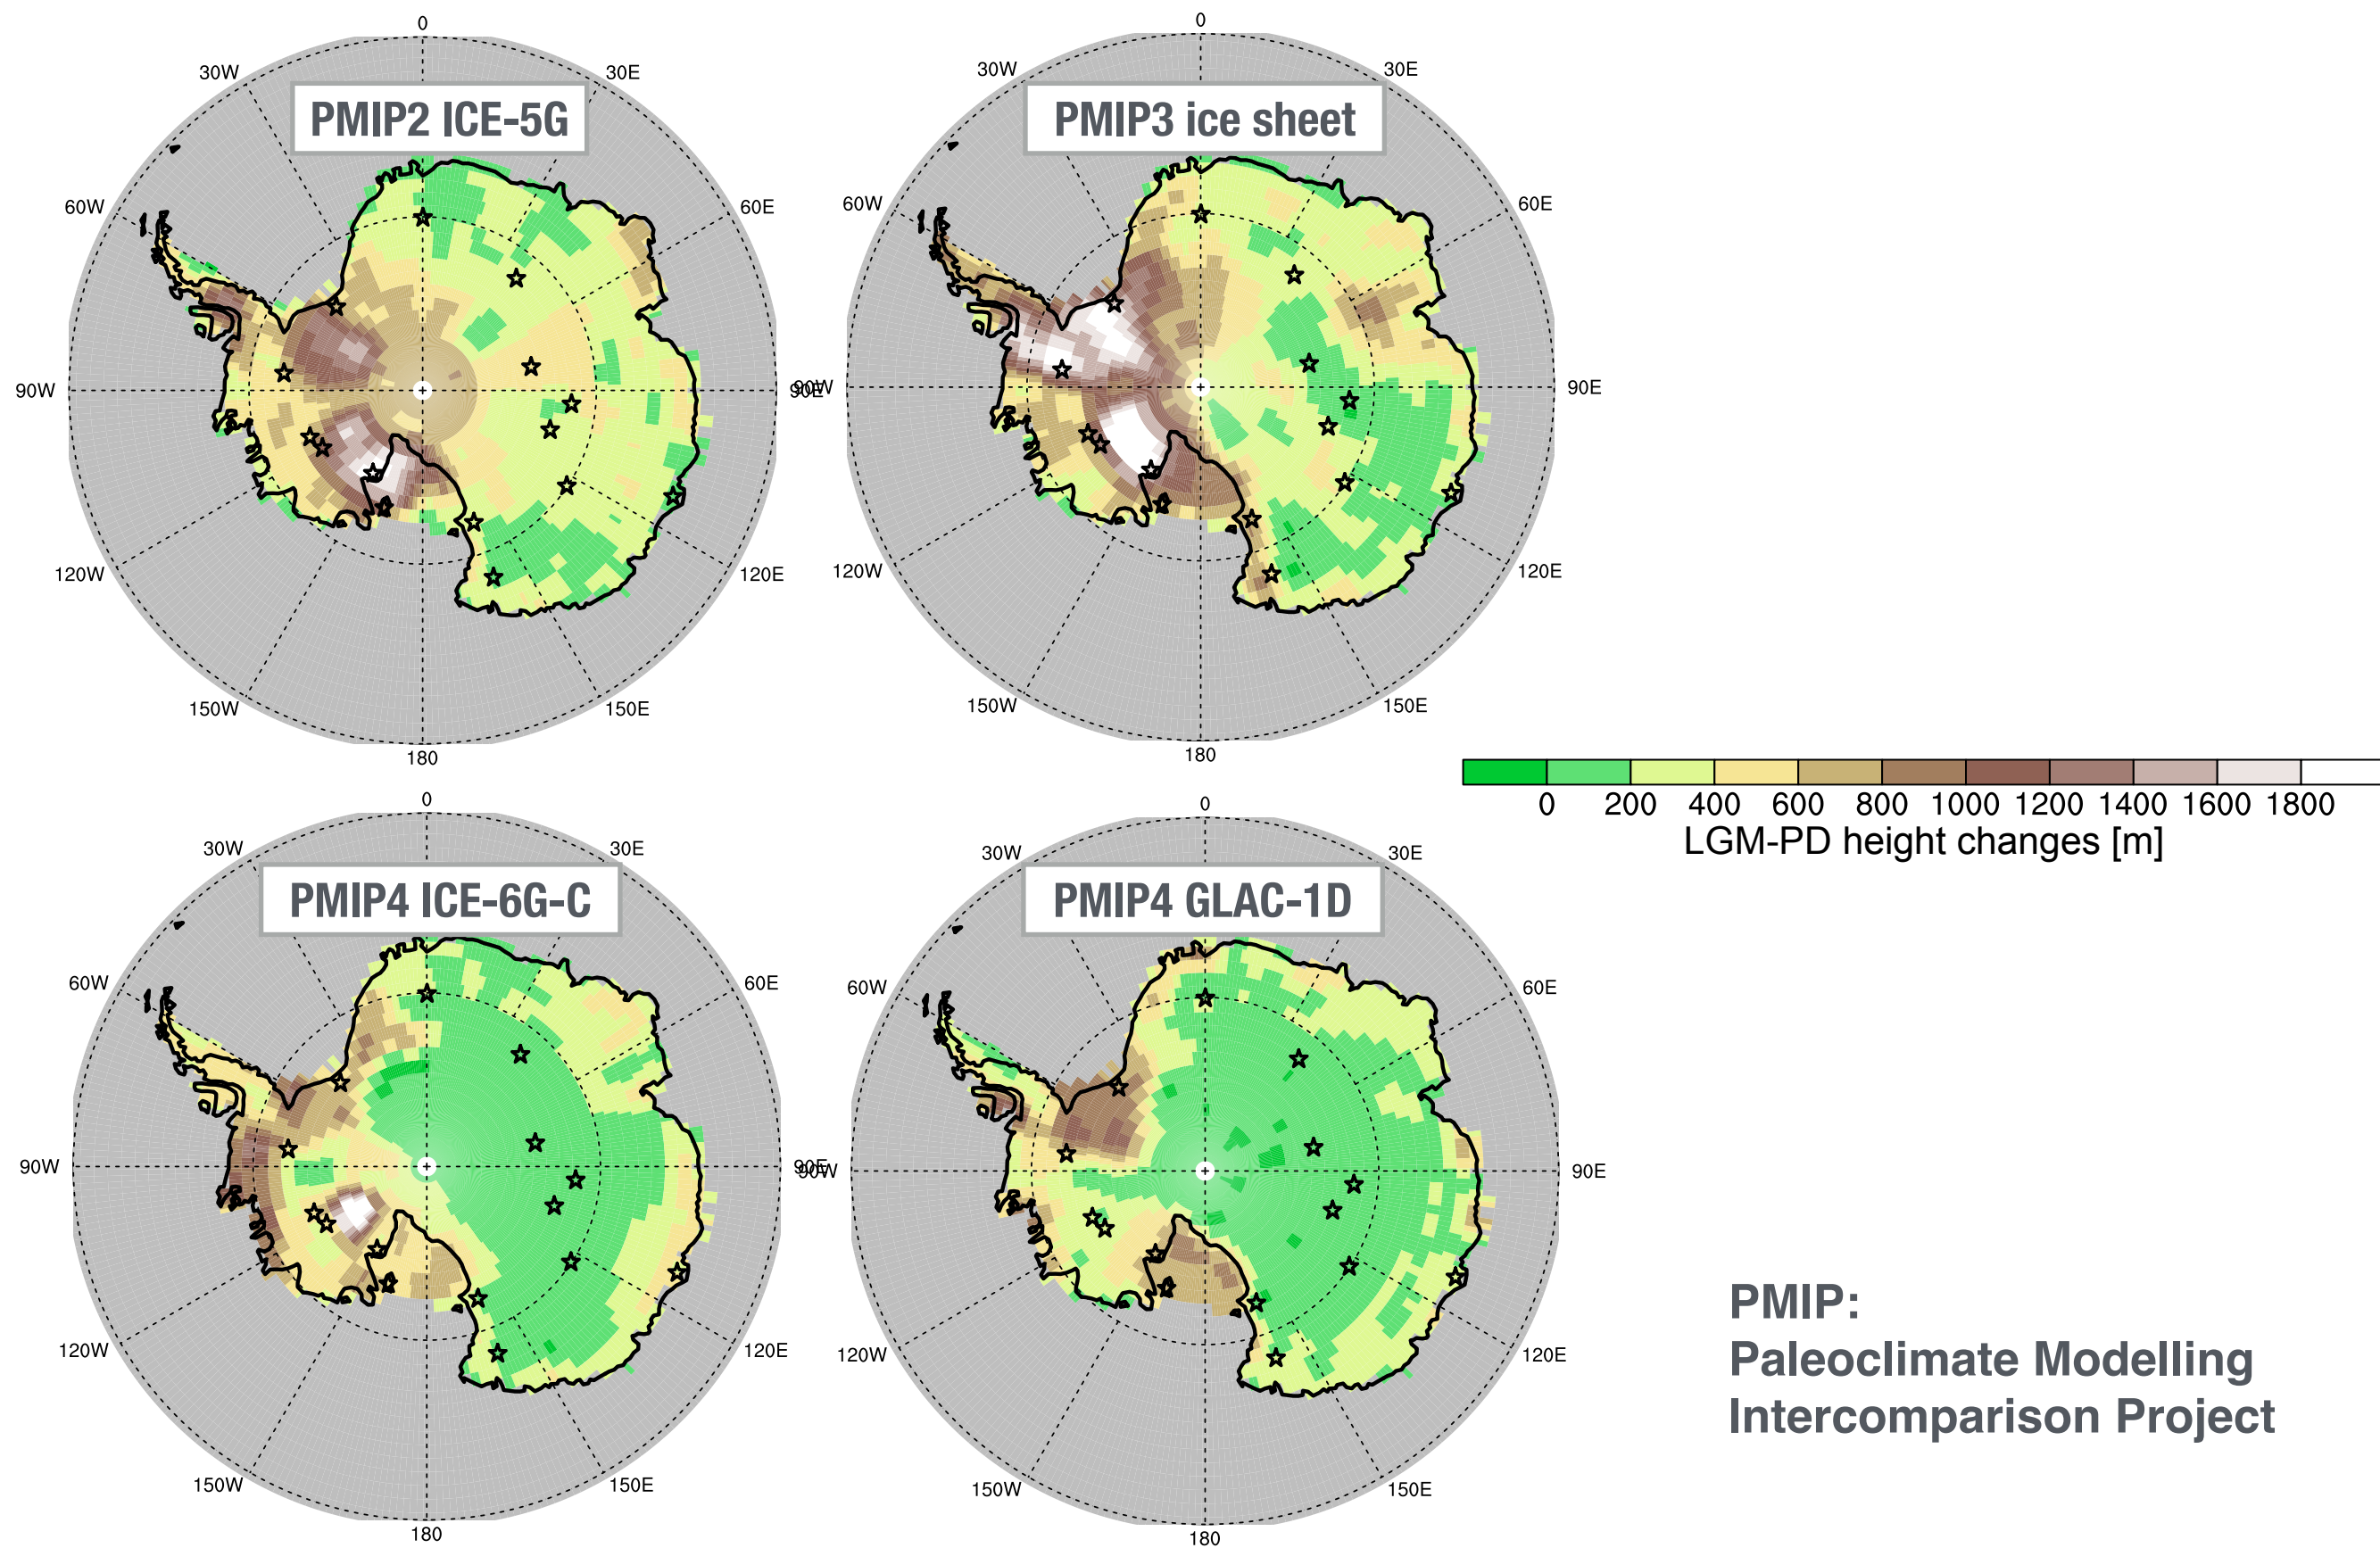 0
30W
30E
PMIP2 ICE-5G
60W
60E
90W
90E
120W
120E
150W
150E
180
0
30W
30E
PMIP3 ice sheet
60W
60E
90W
90E
120W
120E
150W
150E
180
0 200 400 600 800 1000 1200 1400 1600 1800
LGM-PD height changes [m]
0
30W
30E
PMIP4 ICE-6G-C
60W
60E
90W
90E
120W
120E
150W
150E
180
0
30W
30E
PMIP4 GLAC-1D
60W
60E
90W
90E
120W
120E
150W
150E
180
PMIP:
Paleoclimate Modelling
Intercomparison Project